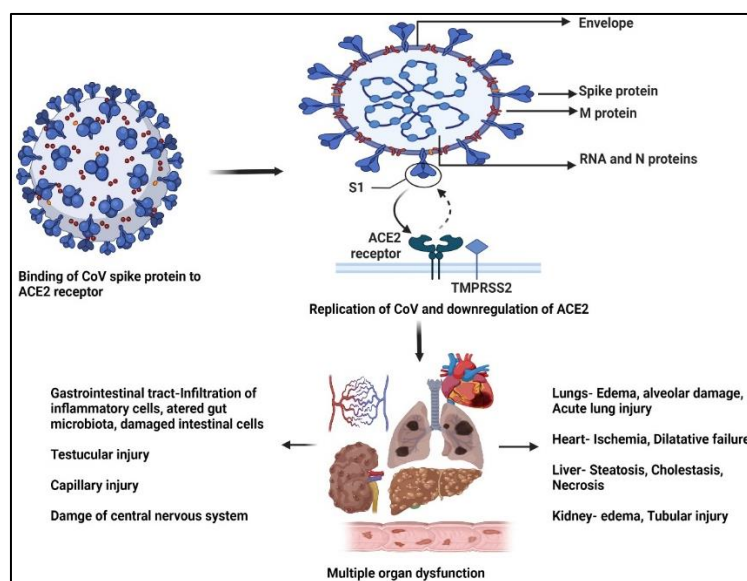 Envelope
Spike protein
M protein
RNA and N proteins
S1
ACE2
receptor
TMPRSS2
Binding of CoV spike protein to
ACE2 receptor
Replication of CoV and downregulation of ACE2
Gastrointestinal tract-Infiltration of
inflammatory cells, atered gut
microbiota, damaged intestinal cells
Testucular injury
Capillary injury
Damge of central nervous system
Lungs- Edema, alveolar damage,
Acute lung injury
Heart- Ischemia, Dilatative failure
Liver- Steatosis, Cholestasis,
Necrosis
Kidney- edema, Tubular injury
Multiple organ dysfunction